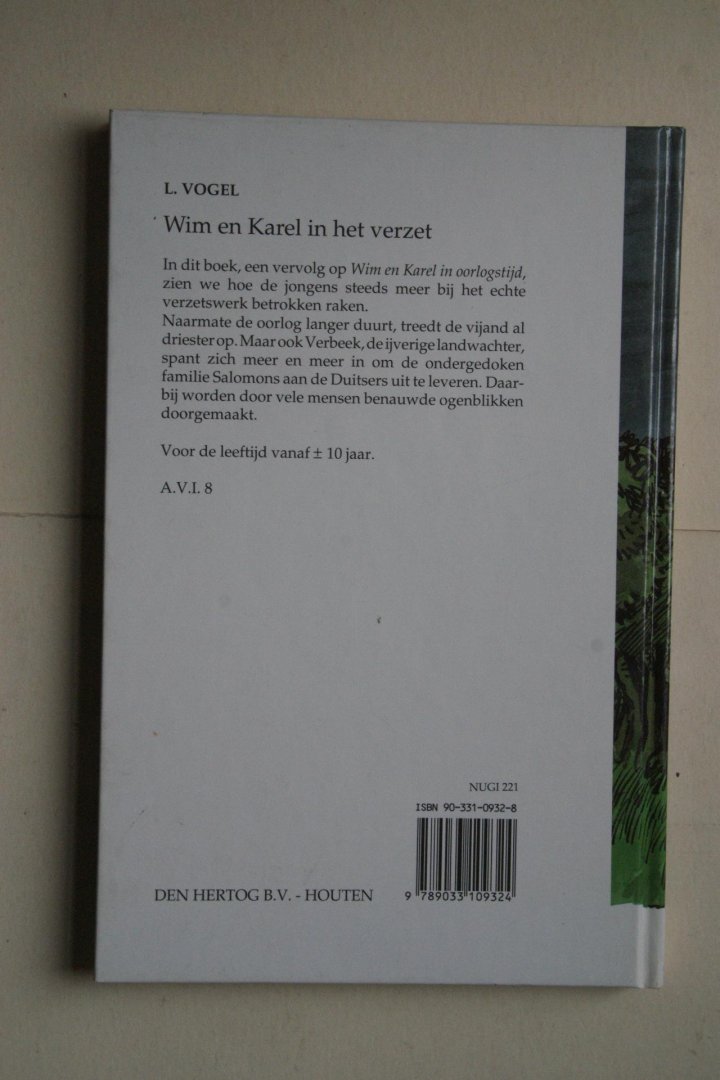 L. VOGEL
Wim en Karel in het verzet
In dit boek, een vervolg op Wim en Karel in oorlogstijd,
zien we hoe de jongens steeds meer bij het echte
verzetswerk betrokken raken.
Naarmate de oorlog langer duurt, treedt de vijand al
driester op. Maar ook Verbeek, de ijverige landwachter,
spant zich meer en meer in om de ondergedoken
familie Salomons aan de Duitsers uit te leveren. Daar-
bij worden door vele mensen benauwde ogenblikken
doorgemaakt.
Voor de leeftijd vanaf ± 10 jaar.
A.V.I. 8
NUGI 221
ISBN 90-331-0932-8
9 789033 109324
DEN HERTOG B.V. - HOUTEN